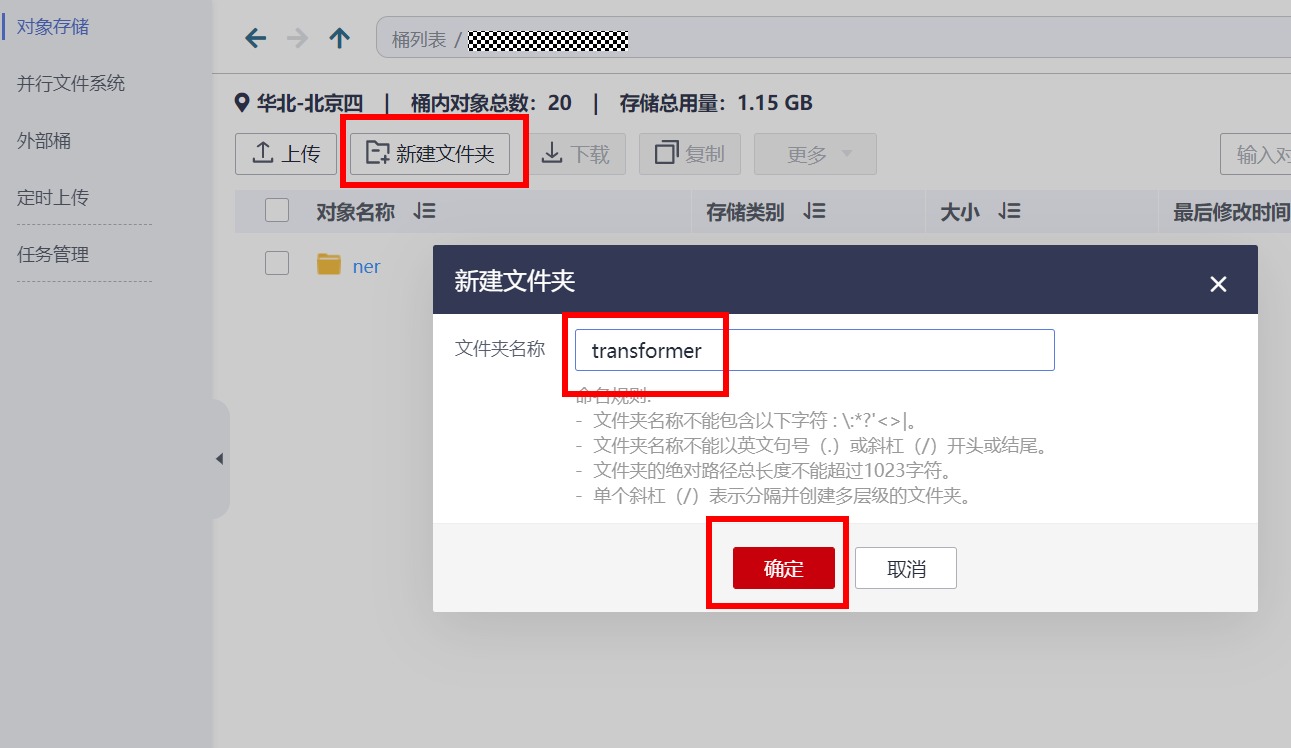 对象存储
并行文件系统
外部桶
定时上传
任务管理
桶列表 /
华北-北京四 | 桶内对象总数：20 | 存储总用量：1.15 GB
上传 新建文件夹 下载 复制 更多 输入对
对象名称 存储类别 大小 最后修改时间
ner
新建文件夹
文件夹名称 transformer
命名规则:
- 文件夹名称不能包含以下字符 : \:*?'<>|。
- 文件夹名称不能以英文句号（.）或斜杠（/）开头或结尾。
- 文件夹的绝对路径总长度不能超过1023字符。
- 单个斜杠（/）表示分隔并创建多层级的文件夹。
确定 取消